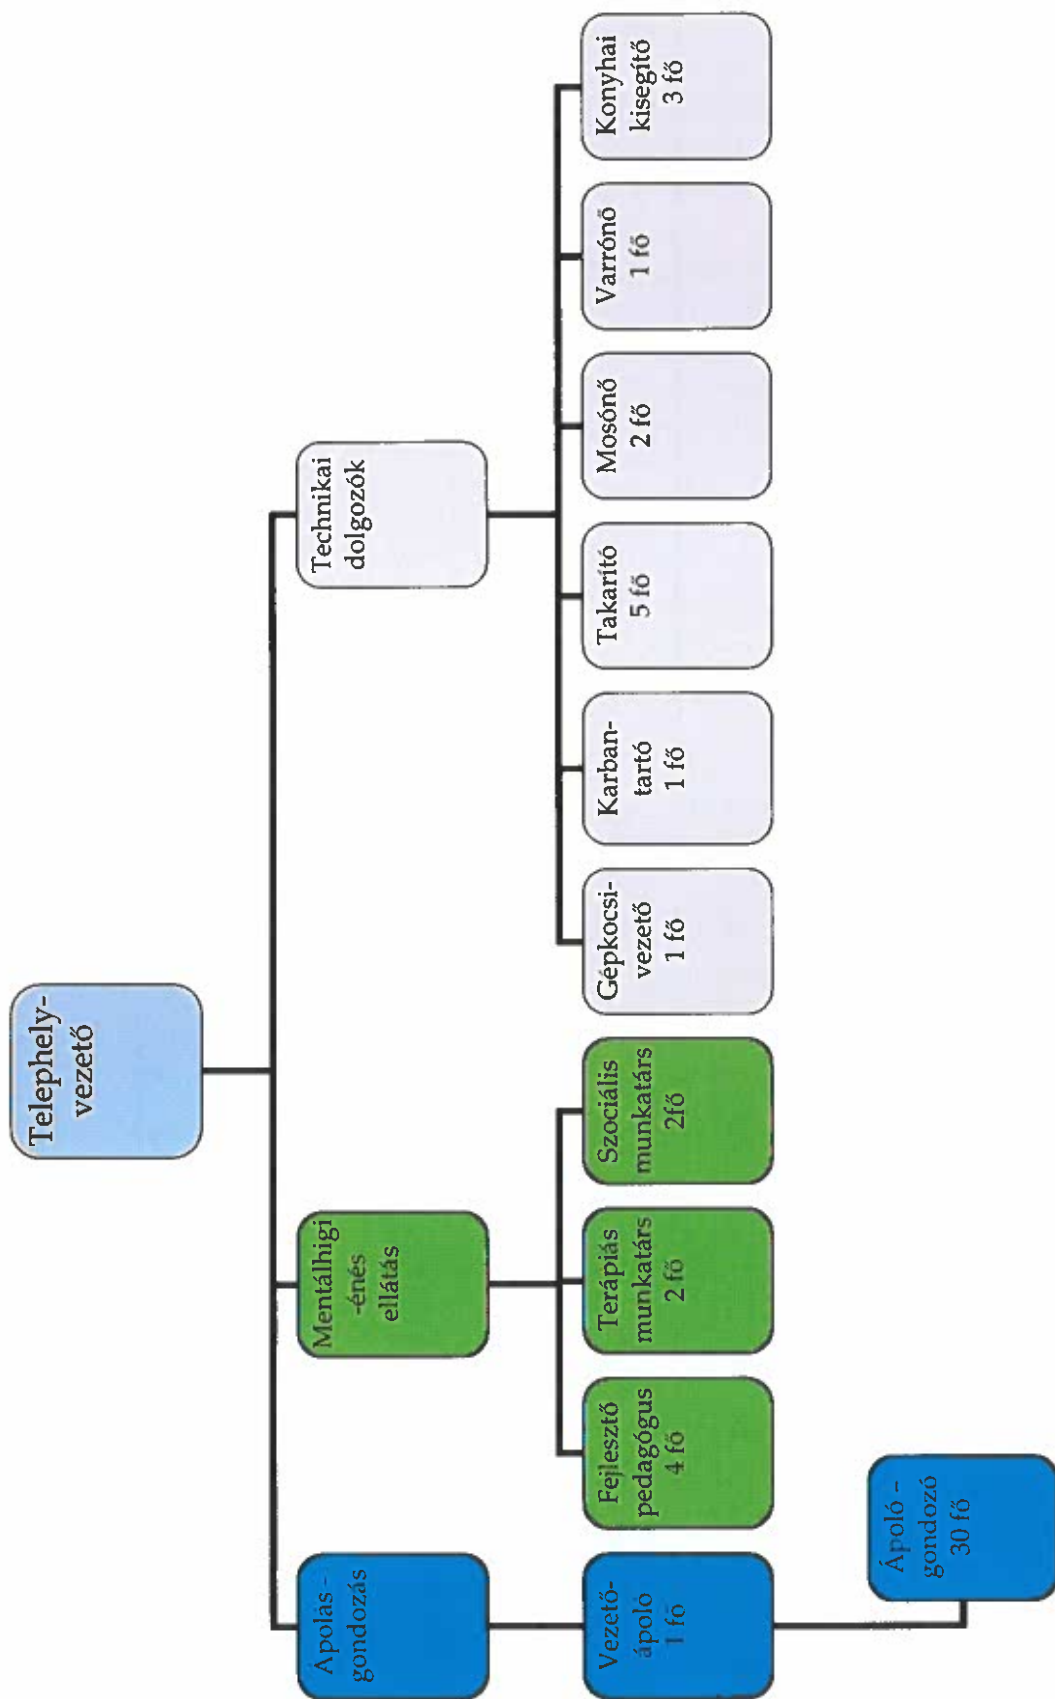 Telephely-
vezető
Ápolás -
gondozás
Mentálhigi
-énés
ellátás
Technikai
dolgozók
Vezető-
ápoló
1 fő
Fejlesztő
pedagógus
4 fő
Terápiás
munkatárs
2 fő
Szociális
munkatárs
2fő
Gépkocsi-
vezető
1 fő
Karban-
tartó
1 fő
Takarító
5 fő
Mosónő
2 fő
Varrónő
1 fő
Konyhai
kisegítő
3 fő
Ápoló -
gondozó
30 fő